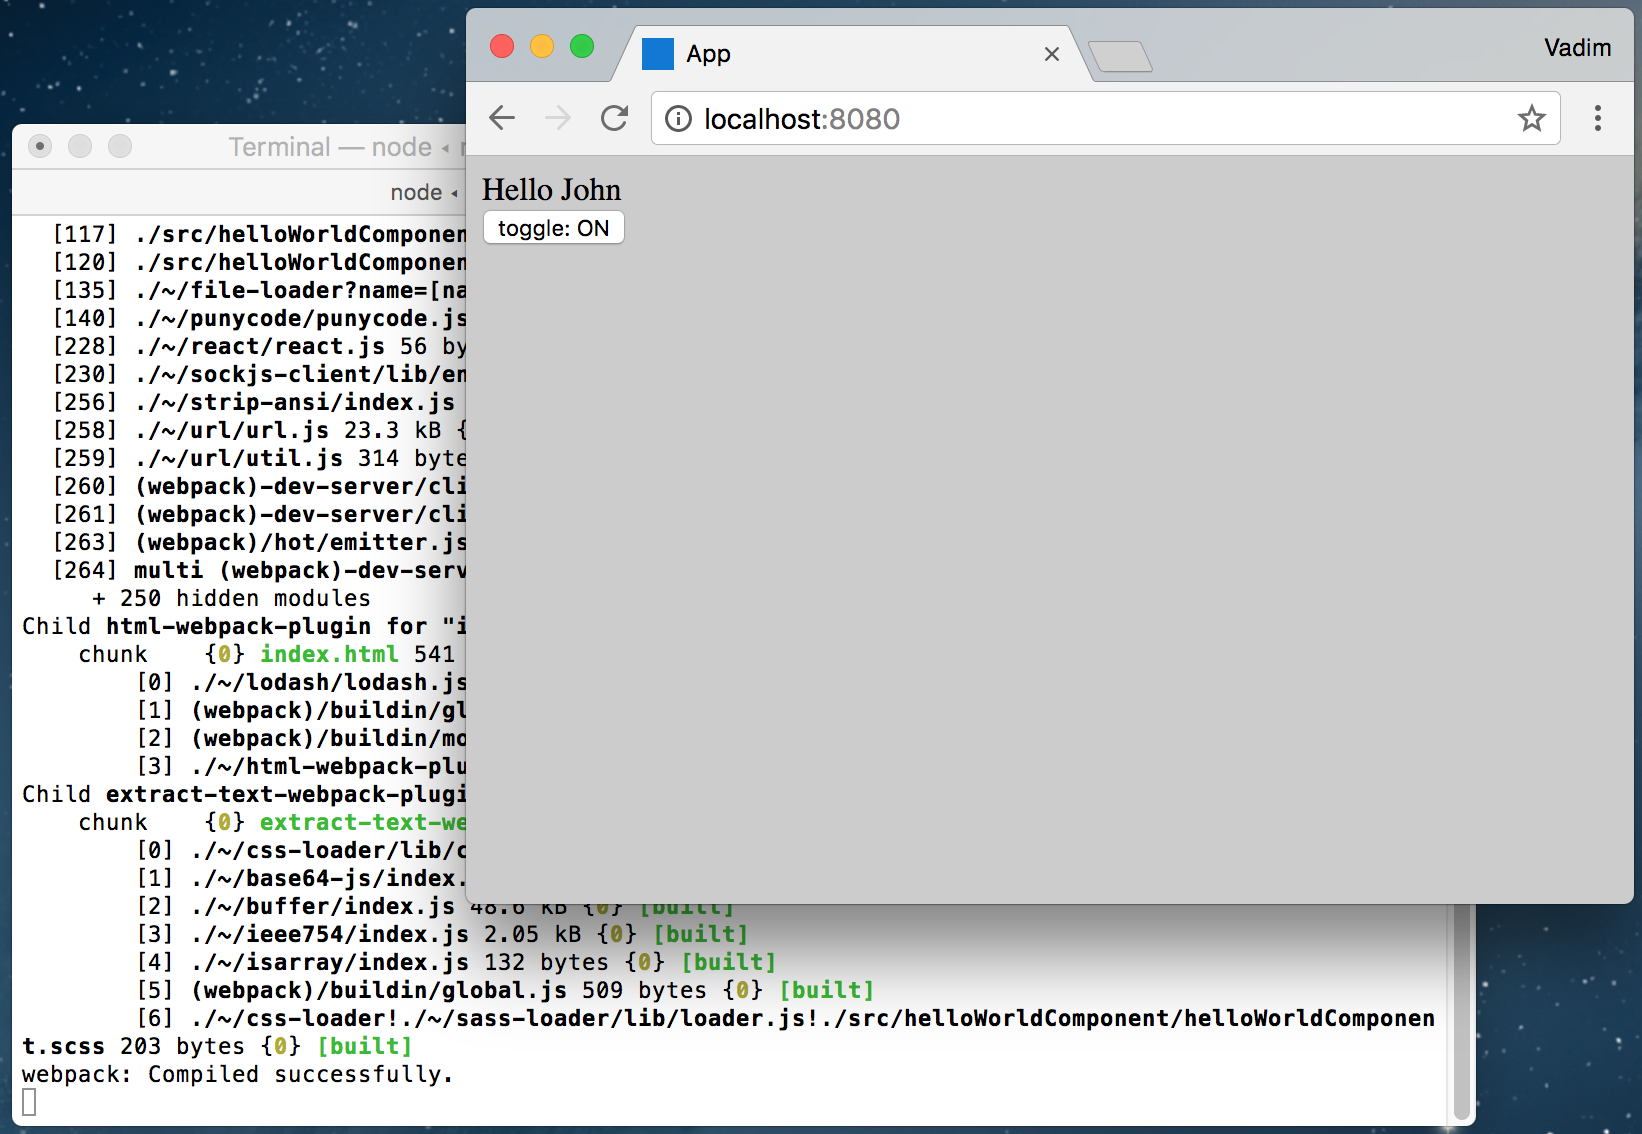 App
Vadim
localhost:8080
Hello John
toggle: ON
Terminal — node ◂
node ◂
[117] ./src/helloWorldComponen
[120] ./src/helloWorldComponen
[135] ./~/file-loader?name=[na
[140] ./~/punycode/punycode.js
[228] ./~/react/react.js 56 by
[230] ./~/sockjs-client/lib/en
[256] ./~/strip-ansi/index.js
[258] ./~/url/url.js 23.3 kB {
[259] ./~/url/util.js 314 byte
[260] (webpack)-dev-server/cli
[261] (webpack)-dev-server/cli
[263] (webpack)/hot/emitter.js
[264] multi (webpack)-dev-serv
+ 250 hidden modules
Child html-webpack-plugin for "i
chunk {0} index.html 541
[0] ./~/lodash/lodash.js
[1] (webpack)/buildin/gl
[2] (webpack)/buildin/mo
[3] ./~/html-webpack-plu
Child extract-text-webpack-plugi
chunk {0} extract-text-we
[0] ./~/css-loader/lib/c
[1] ./~/base64-js/index.
[2] ./~/buffer/index.js 48.6 kB {0} [built]
[3] ./~/ieee754/index.js 2.05 kB {0} [built]
[4] ./~/isarray/index.js 132 bytes {0} [built]
[5] (webpack)/buildin/global.js 509 bytes {0} [built]
[6] ./~/css-loader!./~/sass-loader/lib/loader.js!./src/helloWorldComponent/helloWorldComponen
t.scss 203 bytes {0} [built]
webpack: Compiled successfully.